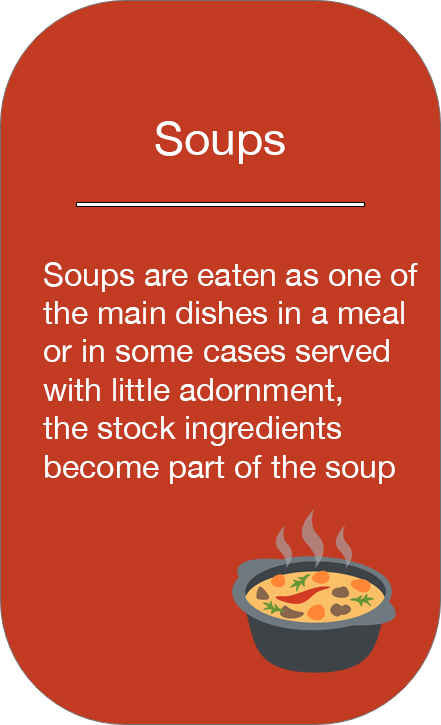 Soups
Soups are eaten as one of
the main dishes in a meal
or in some cases served
with little adornment,
the stock ingredients
become part of the soup